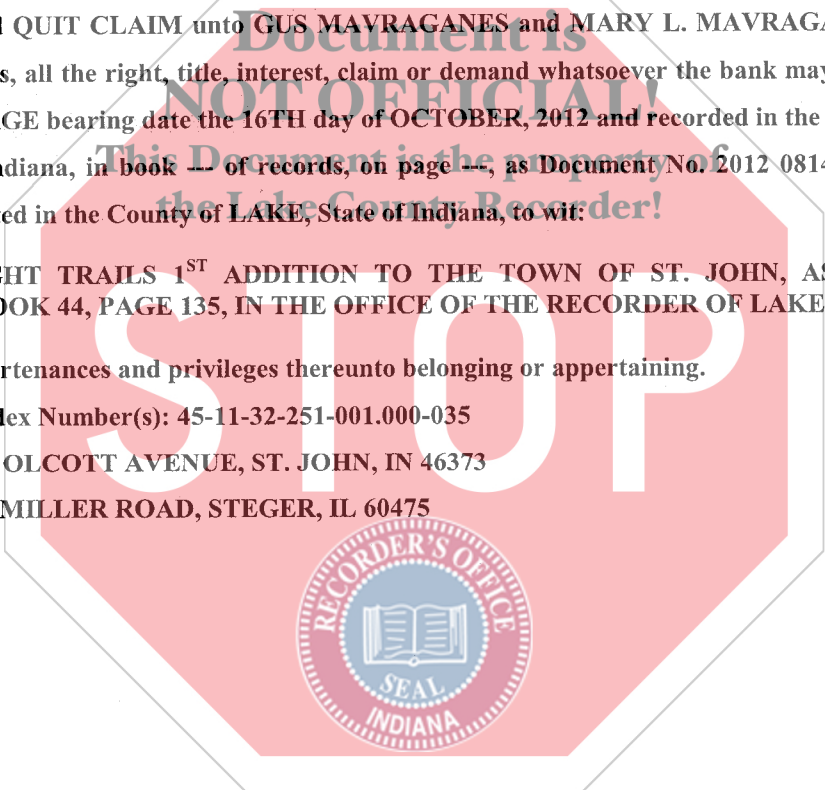 QUIT CLAIM unto GUS MAVRAGANES and MARY L. MAVRAGA
s, all the right, title, interest, claim or demand whatsoever the bank may
GE bearing date the 16TH day of OCTOBER, 2012 and recorded in the
ndiana, in book --- of records, on page ---, as Document No. 2012 0814
ed in the County of LAKE, State of Indiana, to wit:
GHT TRAILS 1ST ADDITION TO THE TOWN OF ST. JOHN, AS
OOK 44, PAGE 135, IN THE OFFICE OF THE RECORDER OF LAKE
rtenances and privileges thereunto belonging or appertaining.
dex Number(s): 45-11-32-251-001.000-035
OLCOTT AVENUE, ST. JOHN, IN 46373
MILLER ROAD, STEGER, IL 60475
Document is
NOT OFFICIAL!
This Document is the property of
the Lake County Recorder!
STOP
RECORDER'S OFFICE
SEAL
INDIANA